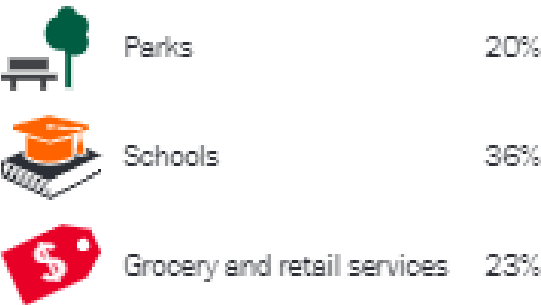 Parks 20%
Schools 36%
$
Grocery and retail services 23%